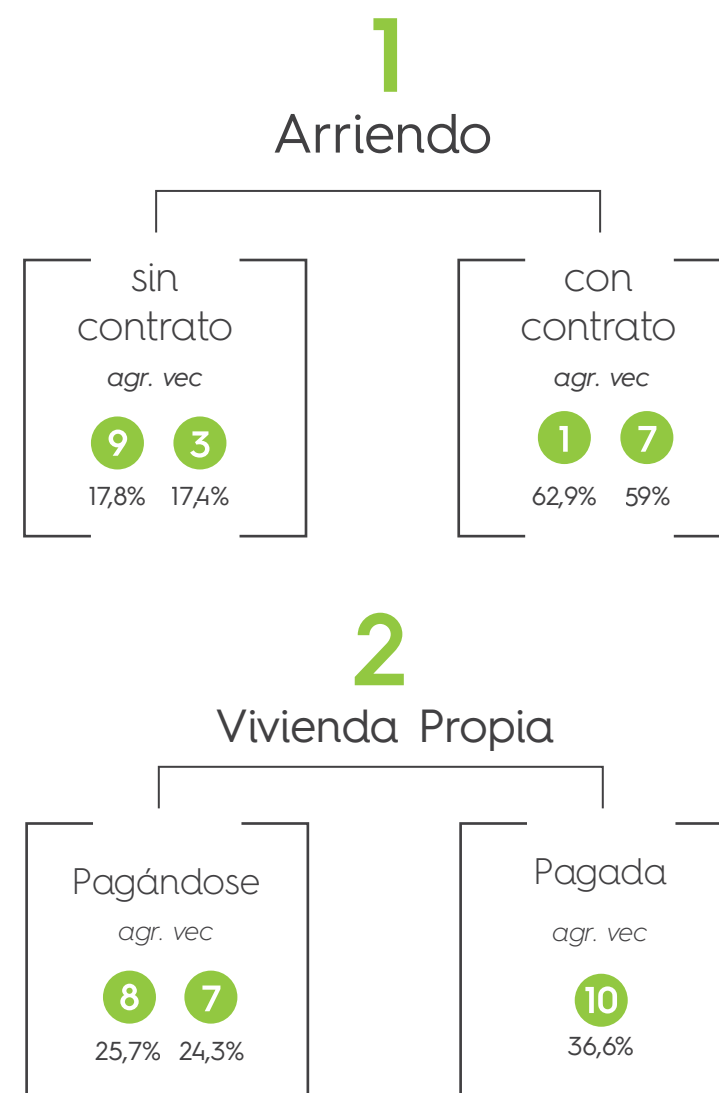 1
Arriendo
sin
contrato
agr. vec
9 3
17,8% 17,4%
con
contrato
agr. vec
1 7
62,9% 59%
2
Vivienda Propia
Pagándose
agr. vec
8 7
25,7% 24,3%
Pagada
agr. vec
10
36,6%